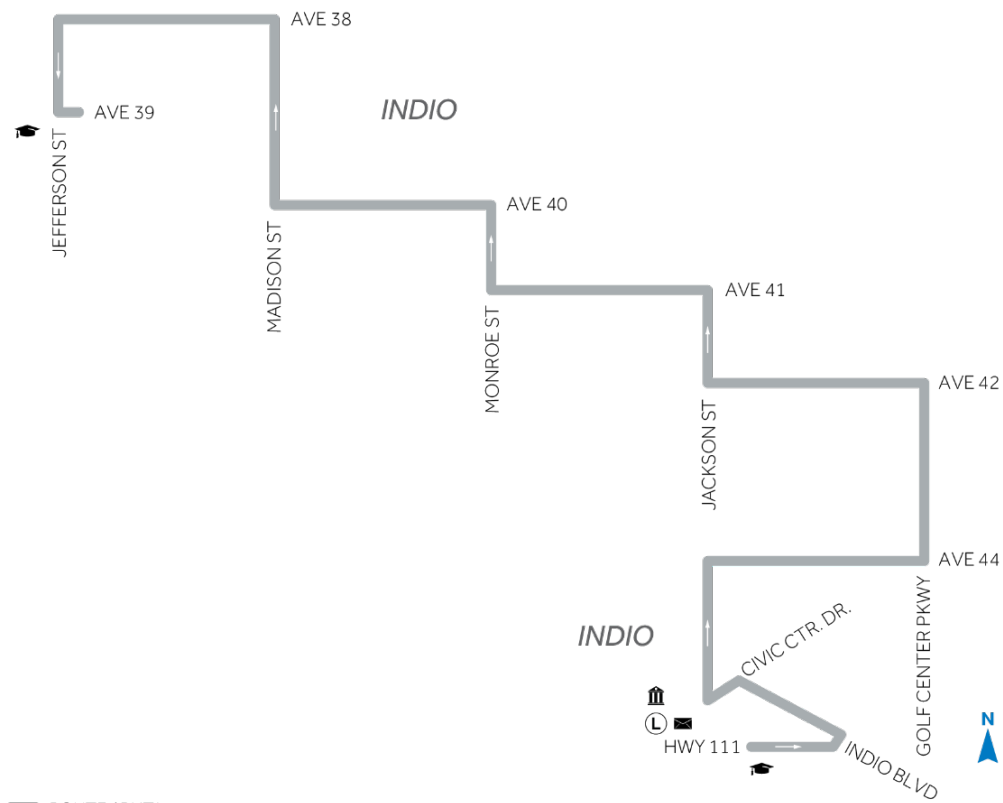 AVE 38
INDIO
AVE 39
JEFFERSON ST
AVE 40
MADISON ST
AVE 41
MONROE ST
AVE 42
JACKSON ST
AVE 44
GOLF CENTER PKWY
CIVIC CTR. DR.
INDIO
L
HWY 111
INDIO BLVD
N